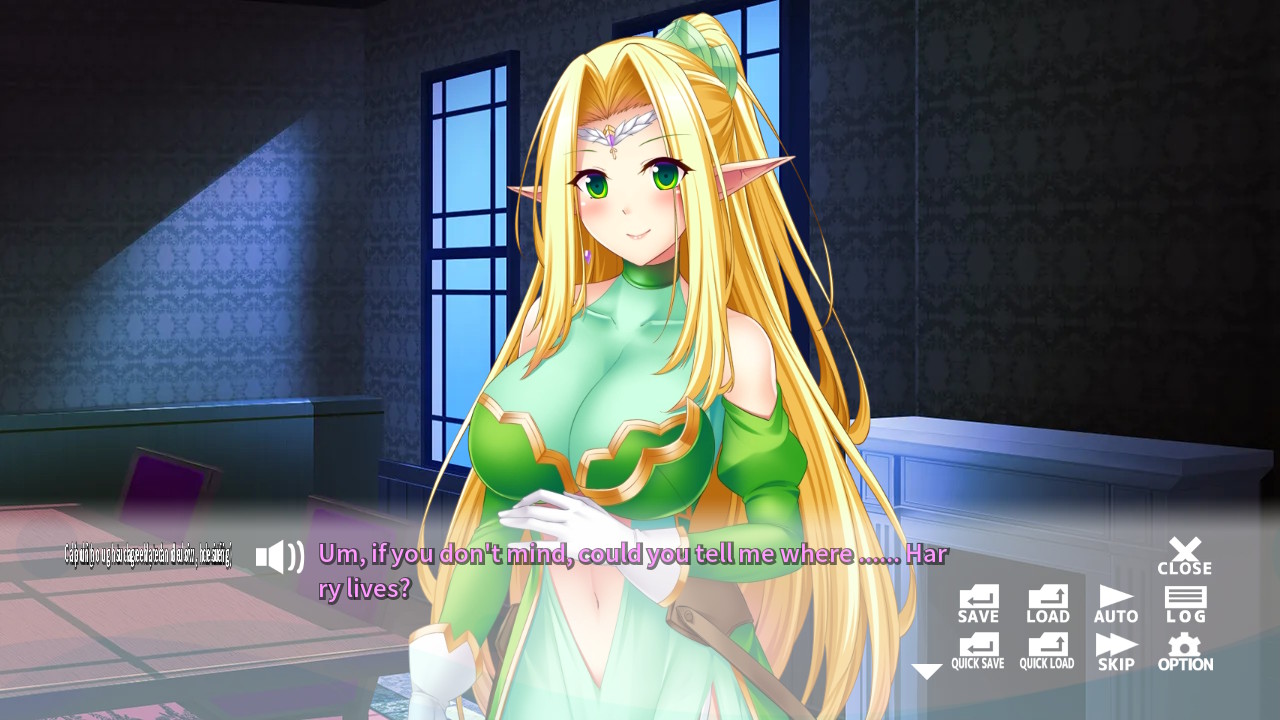 Um, if you don't mind, could you tell me where ...... Har
ry lives?
CLOSE
SAVE
LOAD
AUTO
LOG
QUICK SAVE
QUICK LOAD
SKIP
OPTION